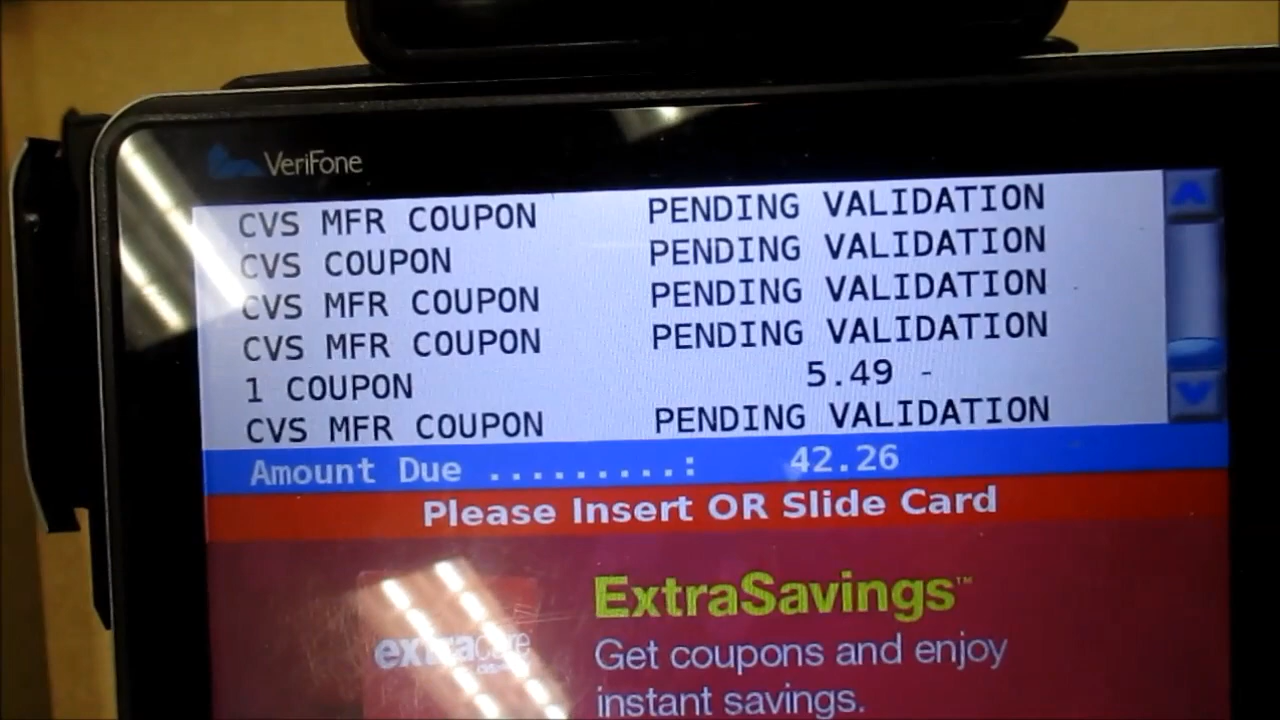 VeriFone
CVS MFR COUPON PENDING VALIDATION
CVS COUPON PENDING VALIDATION
CVS MFR COUPON PENDING VALIDATION
CVS MFR COUPON PENDING VALIDATION
1 COUPON 5.49 -
CVS MFR COUPON PENDING VALIDATION
Amount Due .........: 42.26
Please Insert OR Slide Card
ExtraSavings™
extracare
Get coupons and enjoy
instant savings.